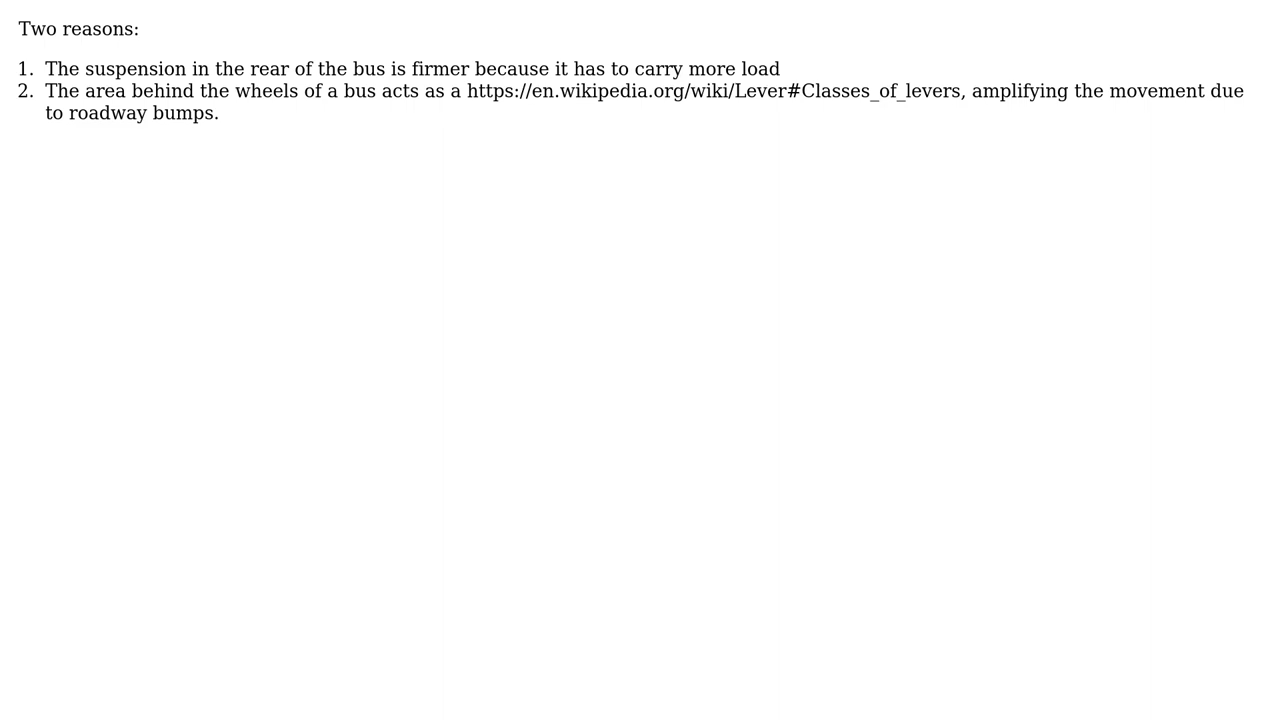 Two reasons:
1. The suspension in the rear of the bus is firmer because it has to carry more load
2. The area behind the wheels of a bus acts as a https://en.wikipedia.org/wiki/Lever#Classes_of_levers, amplifying the movement due
to roadway bumps.